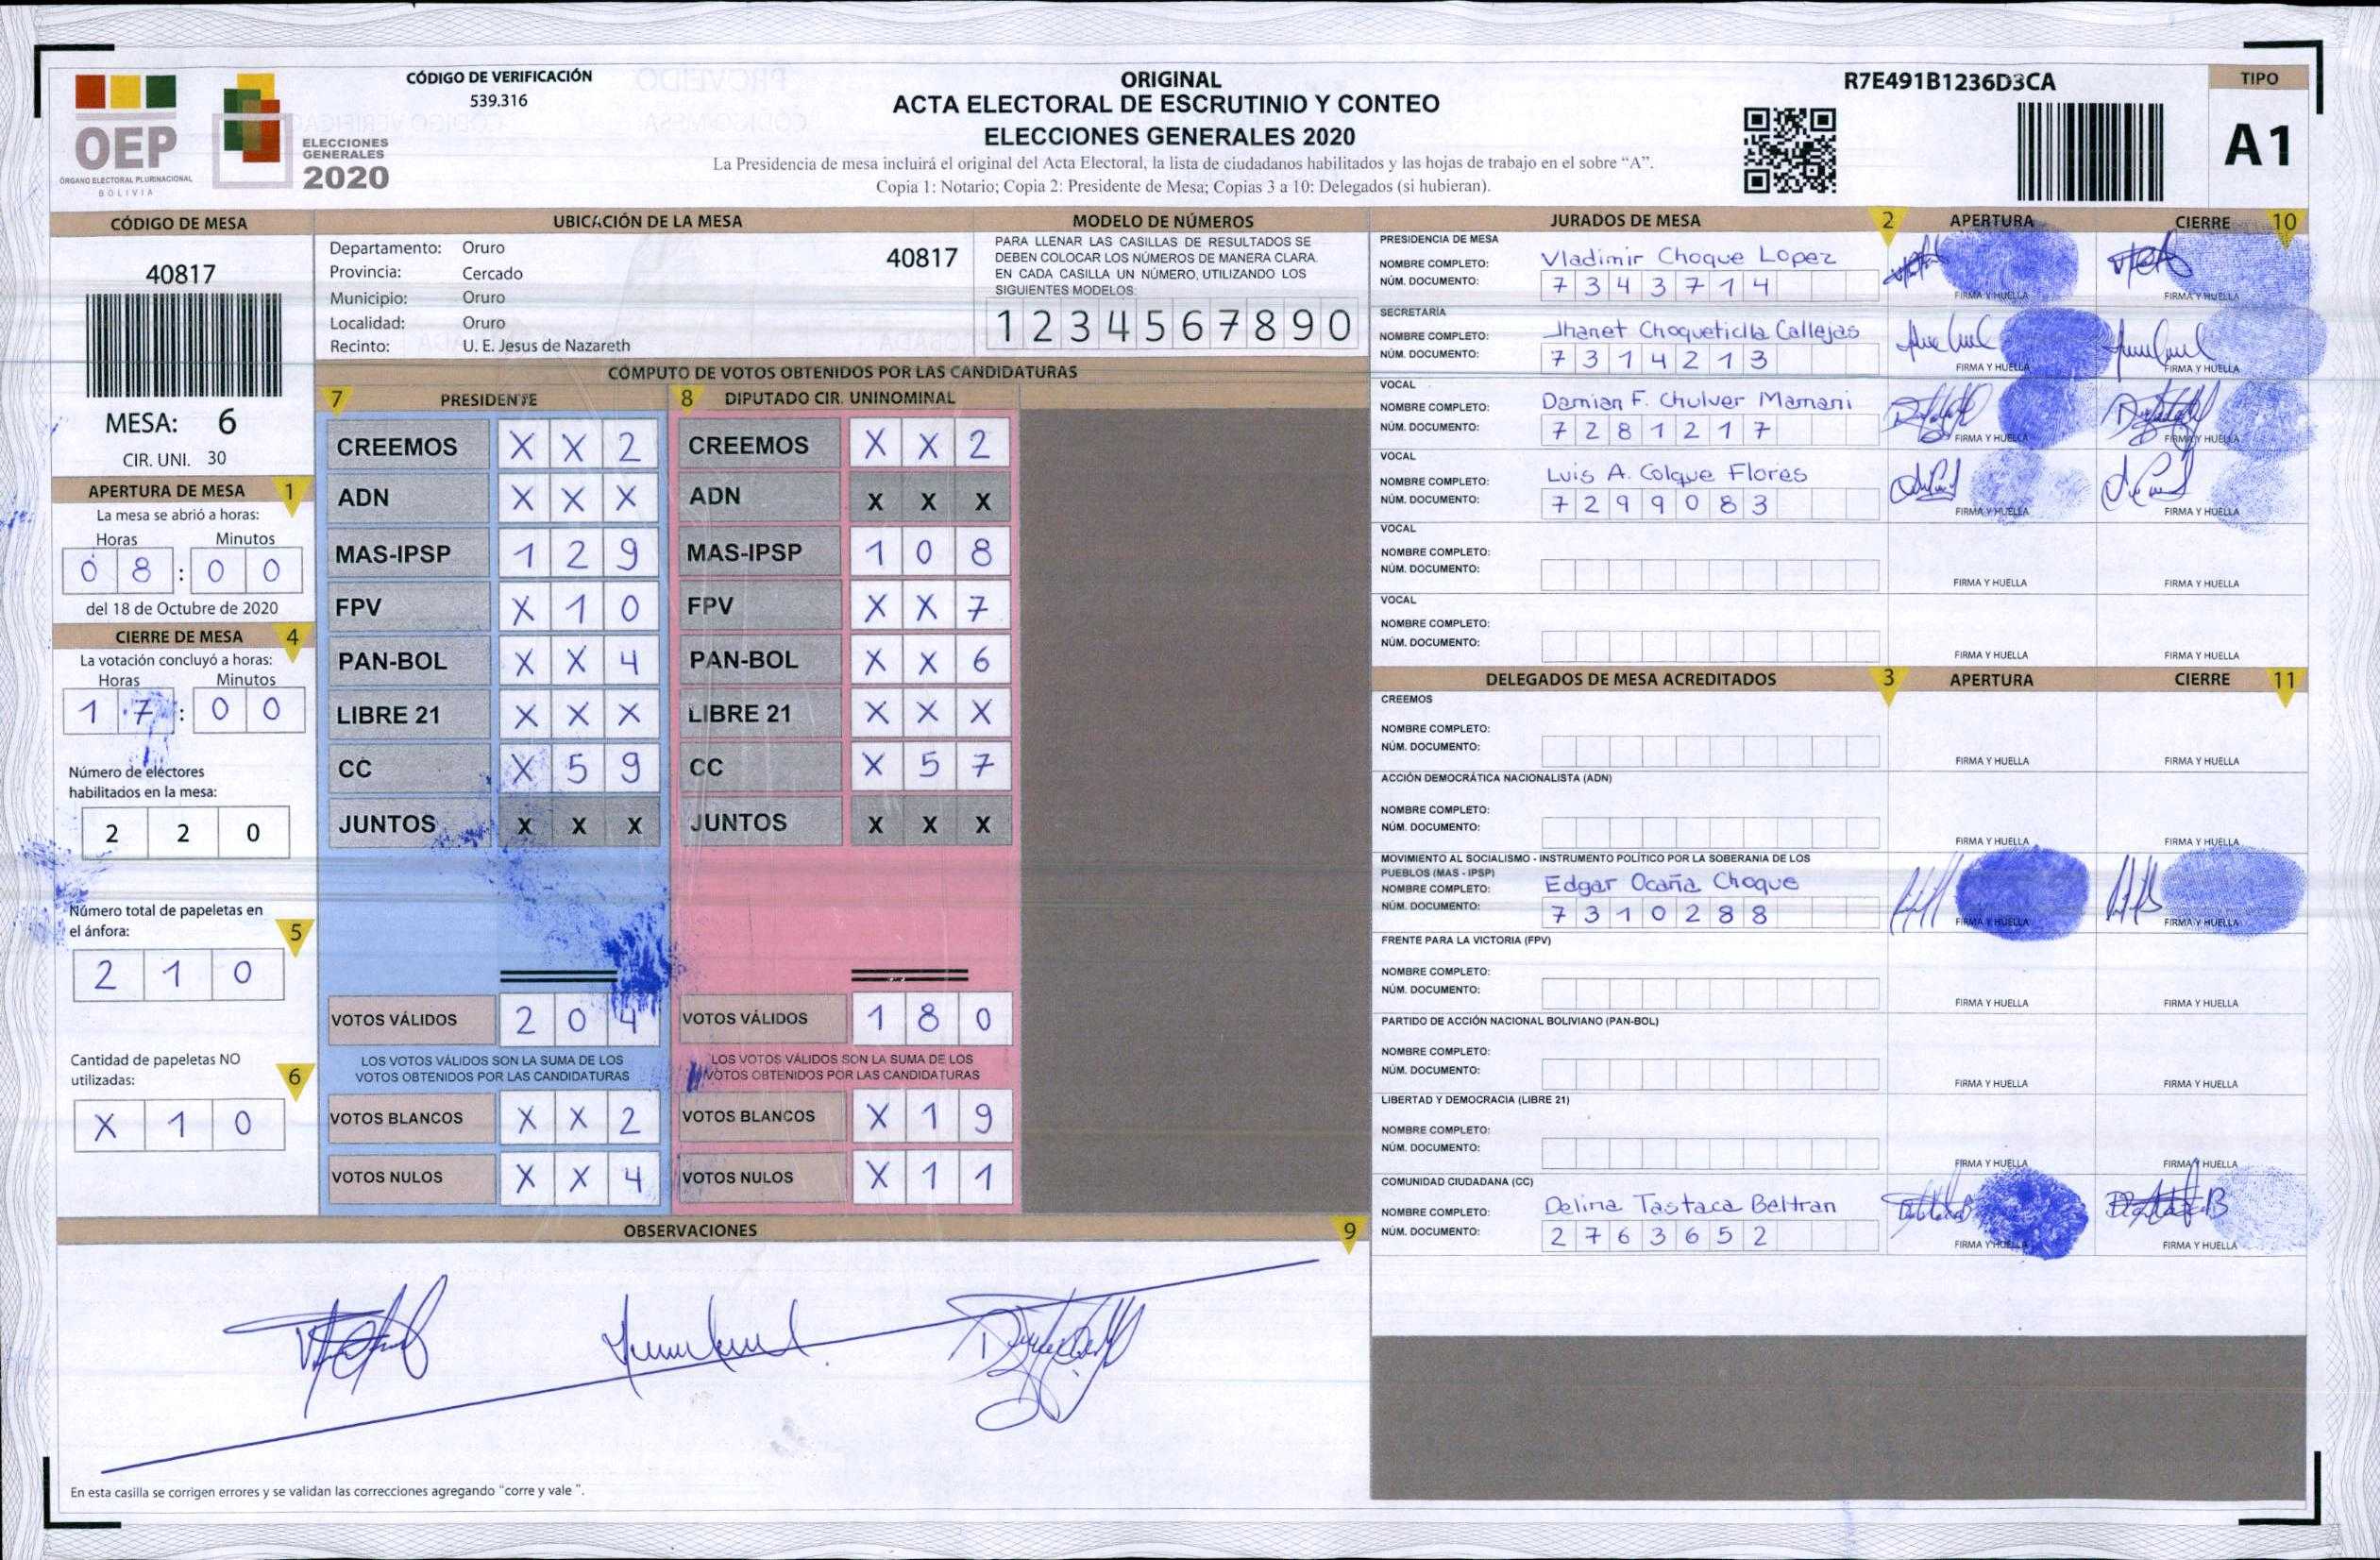 OEP
ÓRGANO ELECTORAL PLURINACIONAL
BOLIVIA
ELECCIONES
GENERALES
2020
CÓDIGO DE VERIFICACIÓN
539.316
ORIGINAL
ACTA ELECTORAL DE ESCRUTINIO Y CONTEO
ELECCIONES GENERALES 2020
La Presidencia de mesa incluirá el original del Acta Electoral, la lista de ciudadanos habilitados y las hojas de trabajo en el sobre “A”.
Copia 1: Notario; Copia 2: Presidente de Mesa; Copias 3 a 10: Delegados (si hubieran).
R7E491B1236D3CA
TIPO
A1
CÓDIGO DE MESA
40817
MESA: 6
CIR. UNI. 30
APERTURA DE MESA 1
La mesa se abrió a horas:
Horas Minutos
0 8 : 0 0
del 18 de Octubre de 2020
CIERRE DE MESA 4
La votación concluyó a horas:
Horas Minutos
1 7 : 0 0
Número de electores
habilitados en la mesa:
2 2 0
Número total de papeletas en
el ánfora: 5
2 1 0
Cantidad de papeletas NO
utilizadas: 6
X 1 0
UBICACIÓN DE LA MESA
Departamento: Oruro 40817
Provincia: Cercado
Municipio: Oruro
Localidad: Oruro
Recinto: U. E. Jesus de Nazareth
MODELO DE NÚMEROS
PARA LLENAR LAS CASILLAS DE RESULTADOS SE
DEBEN COLOCAR LOS NÚMEROS DE MANERA CLARA.
EN CADA CASILLA UN NÚMERO, UTILIZANDO LOS
SIGUIENTES MODELOS:
1 2 3 4 5 6 7 8 9 0
CÓMPUTO DE VOTOS OBTENIDOS POR LAS CANDIDATURAS
7 PRESIDENTE
CREEMOS X X 2
ADN X X X
MAS-IPSP 1 2 9
FPV X 1 0
PAN-BOL X X 4
LIBRE 21 X X X
CC X 5 9
JUNTOS X X X
VOTOS VÁLIDOS 2 0 4
LOS VOTOS VÁLIDOS SON LA SUMA DE LOS
VOTOS OBTENIDOS POR LAS CANDIDATURAS
VOTOS BLANCOS X X 2
VOTOS NULOS X X 4
8 DIPUTADO CIR. UNINOMINAL
CREEMOS X X 2
ADN X X X
MAS-IPSP 1 0 8
FPV X X 7
PAN-BOL X X 6
LIBRE 21 X X X
CC X 5 7
JUNTOS X X X
VOTOS VÁLIDOS 1 8 0
LOS VOTOS VÁLIDOS SON LA SUMA DE LOS
VOTOS OBTENIDOS POR LAS CANDIDATURAS
VOTOS BLANCOS X 1 9
VOTOS NULOS X 1 1
OBSERVACIONES 9
En esta casilla se corrigen errores y se validan las correcciones agregando “corre y vale ”.
JURADOS DE MESA 2 APERTURA CIERRE 10
PRESIDENCIA DE MESA
NOMBRE COMPLETO: Vladimir Choque Lopez
NÚM. DOCUMENTO: 7 3 4 3 7 1 4
FIRMA Y HUELLA FIRMA Y HUELLA
SECRETARÍA
NOMBRE COMPLETO: Jhanet Choqueticlla Callejas
NÚM. DOCUMENTO: 7 3 1 4 2 1 3
FIRMA Y HUELLA FIRMA Y HUELLA
VOCAL
NOMBRE COMPLETO: Damian F. Chulver Mamani
NÚM. DOCUMENTO: 7 2 8 1 2 1 7
FIRMA Y HUELLA FIRMA Y HUELLA
VOCAL
NOMBRE COMPLETO: Luis A. Colque Flores
NÚM. DOCUMENTO: 7 2 9 9 0 8 3
FIRMA Y HUELLA FIRMA Y HUELLA
VOCAL
NOMBRE COMPLETO:
NÚM. DOCUMENTO:
FIRMA Y HUELLA FIRMA Y HUELLA
VOCAL
NOMBRE COMPLETO:
NÚM. DOCUMENTO:
FIRMA Y HUELLA FIRMA Y HUELLA
DELEGADOS DE MESA ACREDITADOS 3 APERTURA CIERRE 11
CREEMOS
NOMBRE COMPLETO:
NÚM. DOCUMENTO:
FIRMA Y HUELLA FIRMA Y HUELLA
ACCIÓN DEMOCRÁTICA NACIONALISTA (ADN)
NOMBRE COMPLETO:
NÚM. DOCUMENTO:
FIRMA Y HUELLA FIRMA Y HUELLA
MOVIMIENTO AL SOCIALISMO - INSTRUMENTO POLÍTICO POR LA SOBERANIA DE LOS
PUEBLOS (MAS - IPSP)
NOMBRE COMPLETO: Edgar Ocaña Choque
NÚM. DOCUMENTO: 7 3 1 0 2 8 8
FIRMA Y HUELLA FIRMA Y HUELLA
FRENTE PARA LA VICTORIA (FPV)
NOMBRE COMPLETO:
NÚM. DOCUMENTO:
FIRMA Y HUELLA FIRMA Y HUELLA
PARTIDO DE ACCIÓN NACIONAL BOLIVIANO (PAN-BOL)
NOMBRE COMPLETO:
NÚM. DOCUMENTO:
FIRMA Y HUELLA FIRMA Y HUELLA
LIBERTAD Y DEMOCRACIA (LIBRE 21)
NOMBRE COMPLETO:
NÚM. DOCUMENTO:
FIRMA Y HUELLA FIRMA Y HUELLA
COMUNIDAD CIUDADANA (CC)
NOMBRE COMPLETO: Delina Tastaca Beltran
NÚM. DOCUMENTO: 2 7 6 3 6 5 2
FIRMA Y HUELLA FIRMA Y HUELLA